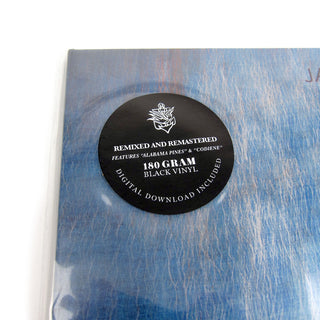 JA
REMIXED AND REMASTERED
FEATURES "ALABAMA PINES" & "CODEINE"
180 GRAM
BLACK VINYL
DIGITAL DOWNLOAD INCLUDED